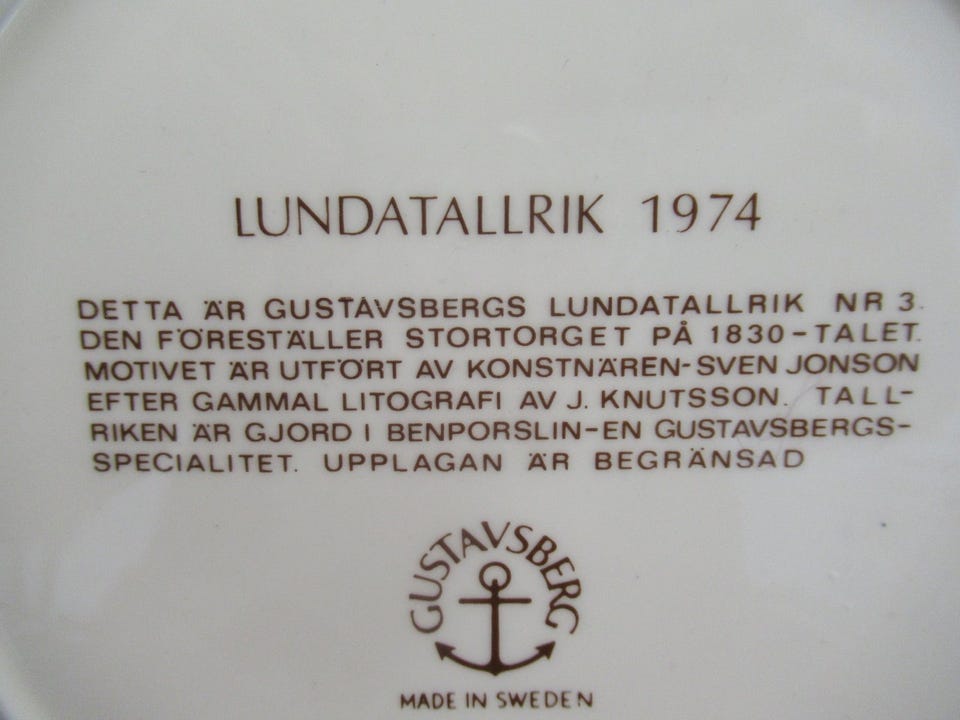 LUNDATALLRIK 1974
DETTA ÄR GUSTAVSBERGS LUNDATALLRIK NR 3.
DEN FÖRESTÄLLER STORTORGET PÅ 1830-TALET.
MOTIVET ÄR UTFÖRT AV KONSTNÄREN-SVEN JONSON
EFTER GAMMAL LITOGRAFI AV J. KNUTSSON. TALL-
RIKEN ÄR GJORD I BENPORSLIN-EN GUSTAVSBERGS-
SPECIALITET. UPPLAGAN ÄR BEGRÄNSAD
GUSTAVSBERG
MADE IN SWEDEN